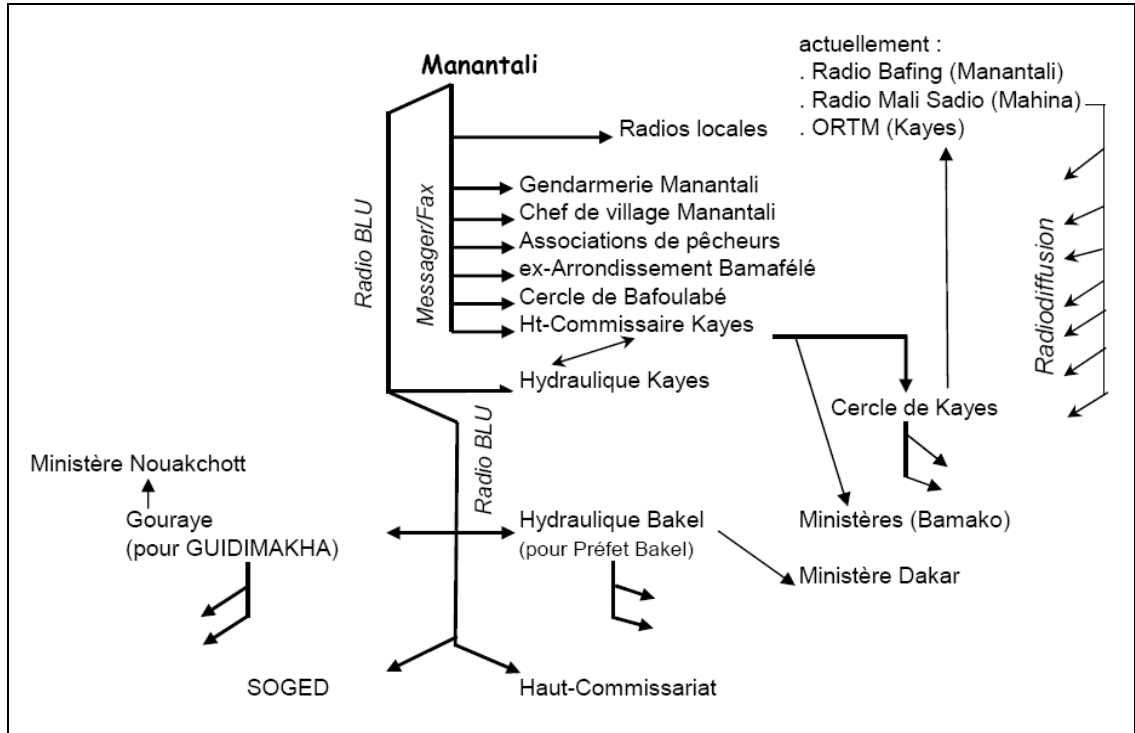 Manantali
actuellement :
. Radio Bafing (Manantali)
. Radio Mali Sadio (Mahina)
. ORTM (Kayes)
Radios locales
Radio BLU
Messager/Fax
Gendarmerie Manantali
Chef de village Manantali
Associations de pêcheurs
ex-Arrondissement Bamafélé
Cercle de Bafoulabé
Ht-Commissaire Kayes
Radiodiffusion
Hydraulique Kayes
Cercle de Kayes
Radio BLU
Ministère Nouakchott
Gouraye
(pour GUIDIMAKHA)
Hydraulique Bakel
(pour Préfet Bakel)
Ministères (Bamako)
Ministère Dakar
SOGED
Haut-Commissariat